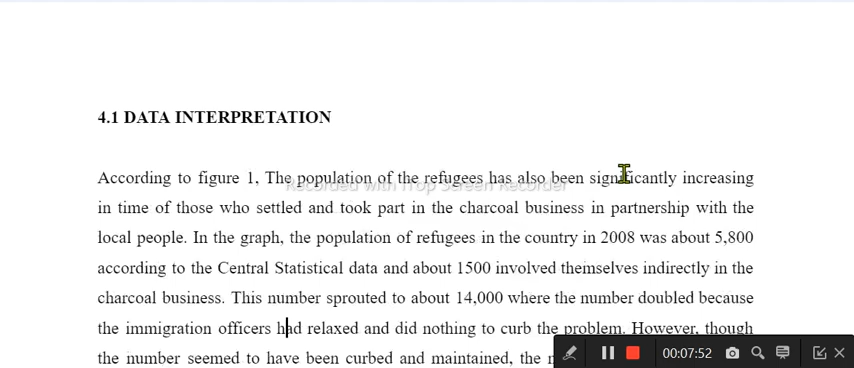 4.1 DATA INTERPRETATION
According to figure 1, The population of the refugees has also been significantly increasing
Recorded with iTop Screen Recorder
in time of those who settled and took part in the charcoal business in partnership with the
local people. In the graph, the population of refugees in the country in 2008 was about 5,800
according to the Central Statistical data and about 1500 involved themselves indirectly in the
charcoal business. This number sprouted to about 14,000 where the number doubled because
the immigration officers had relaxed and did nothing to curb the problem. However, though
the number seemed to have been curbed and maintained, the
00:07:52